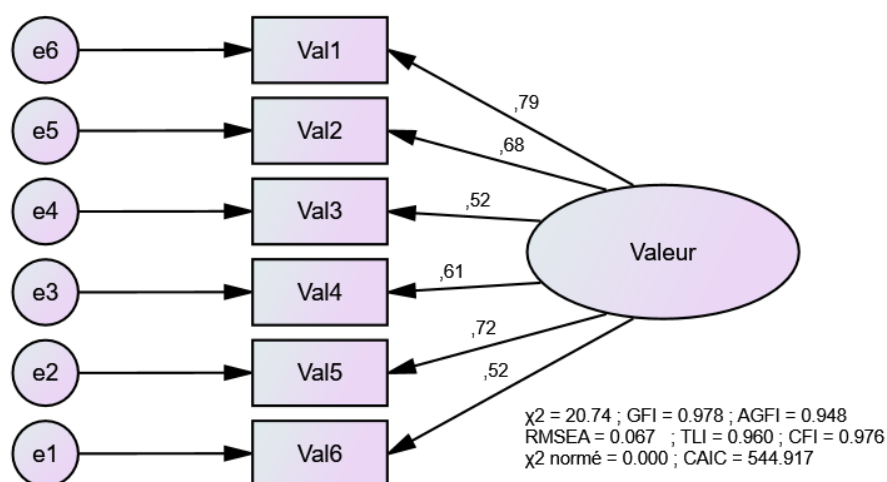 e6
Val1
,79
e5
Val2
,68
e4
Val3
,52
Valeur
e3
Val4
,61
e2
Val5
,72
,52
e1
Val6
χ2 = 20.74 ; GFI = 0.978 ; AGFI = 0.948
RMSEA = 0.067 ; TLI = 0.960 ; CFI = 0.976
χ2 normé = 0.000 ; CAIC = 544.917